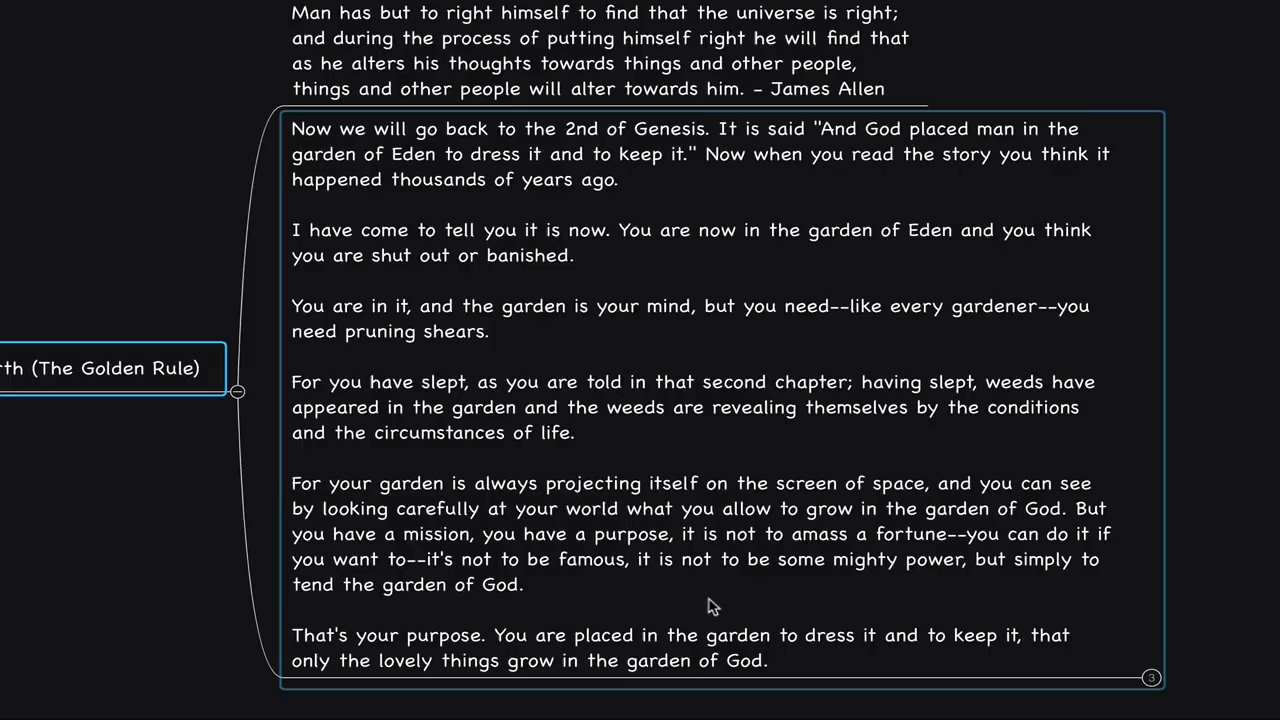 Man has but to right himself to find that the universe is right;
and during the process of putting himself right he will find that
as he alters his thoughts towards things and other people,
things and other people will alter towards him. - James Allen
Now we will go back to the 2nd of Genesis. It is said "And God placed man in the
garden of Eden to dress it and to keep it." Now when you read the story you think it
happened thousands of years ago.
I have come to tell you it is now. You are now in the garden of Eden and you think
you are shut out or banished.
You are in it, and the garden is your mind, but you need--like every gardener--you
need pruning shears.
For you have slept, as you are told in that second chapter; having slept, weeds have
appeared in the garden and the weeds are revealing themselves by the conditions
and the circumstances of life.
rth (The Golden Rule)
For your garden is always projecting itself on the screen of space, and you can see
by looking carefully at your world what you allow to grow in the garden of God. But
you have a mission, you have a purpose, it is not to amass a fortune--you can do it if
you want to--it's not to be famous, it is not to be some mighty power, but simply to
tend the garden of God.
That's your purpose. You are placed in the garden to dress it and to keep it, that
only the lovely things grow in the garden of God.
3